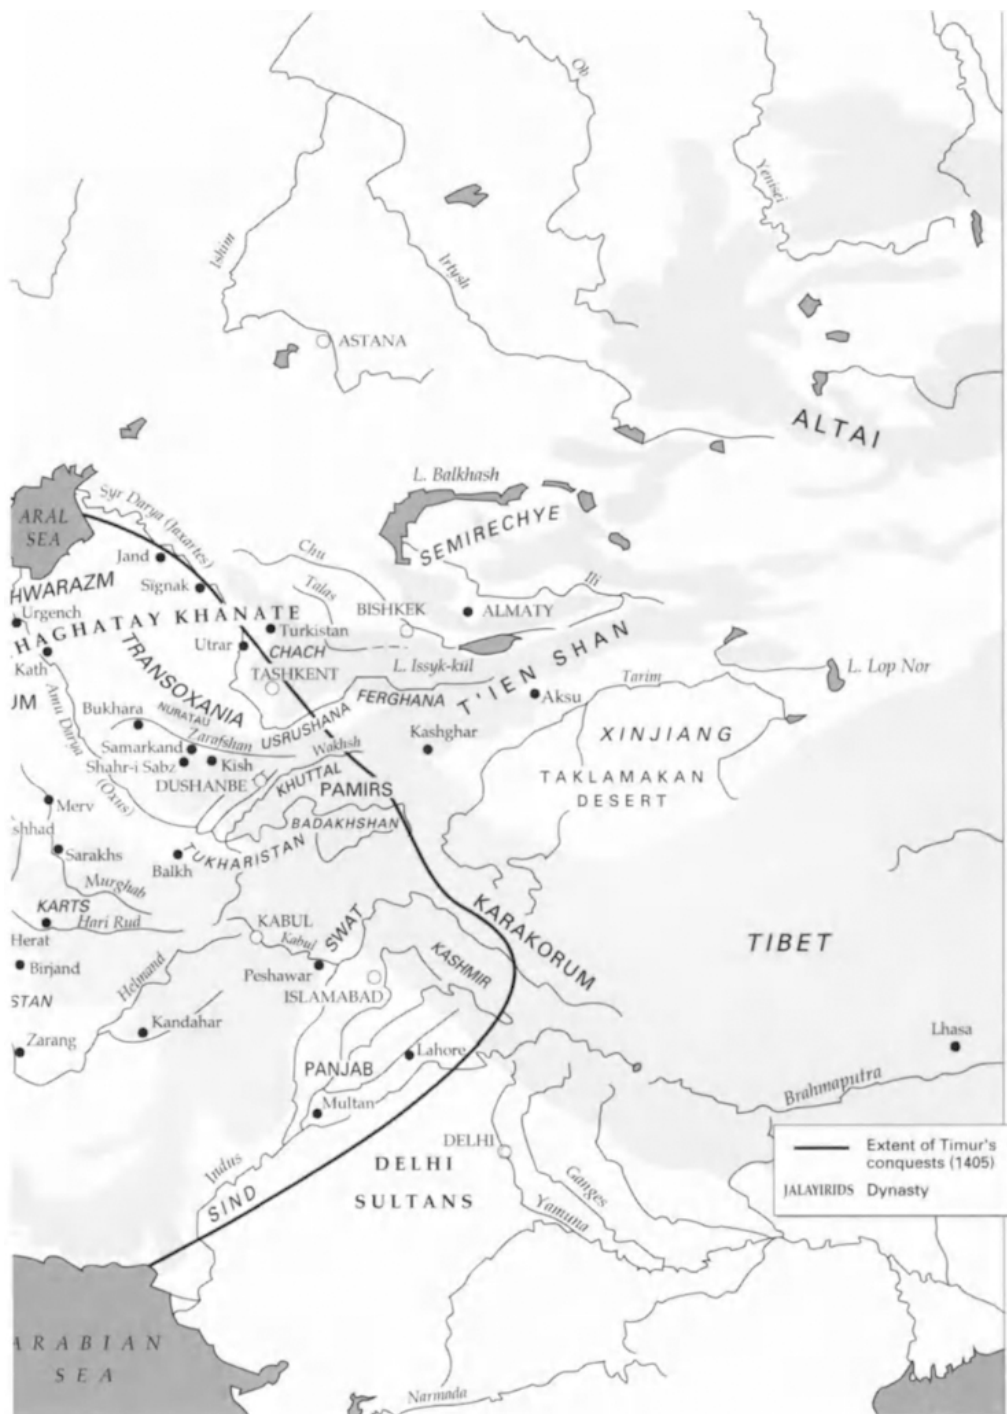 Ob
Yenisei
Ishim
Irtysh
ASTANA
ALTAI
L. Balkhash
Syr Darya (Jaxartes)
ARAL
SEA
SEMIRECHYE
Chu
Jand
Ili
HWARAZM
Signak
Talas
Urgench
BISHKEK
ALMATY
HAGHATAY KHANATE
Turkistan
Utrar
CHACH
Kath
TRANSOXANIA
L. Issyk-kül
T'IEN SHAN
L. Lop Nor
TASHKENT
FERGHANA
Tarim
UM
Amu Darya
(Oxus)
Aksu
Bukhara
NURATAU
USRUSHANA
Zarafshan
Kashghar
XINJIANG
Samarkand
Wakhsh
Shahr-i Sabz
Kish
KHUTTAL
TAKLAMAKAN
DESERT
DUSHANBE
PAMIRS
Merv
BADAKHSHAN
shhad
Sarakhs
TUKHARISTAN
Balkh
Murghab
KARTS
Hari Rud
KABUL
SWAT
KARAKORUM
Kabul
TIBET
Herat
KASHMIR
Birjand
Helmand
Peshawar
ISLAMABAD
STAN
Kandahar
Zarang
Lhasa
Lahore
PANJAB
Brahmaputra
Multan
DELHI
Extent of Timur's
conquests (1405)
JALAYIRIDS Dynasty
Indus
DELHI
SULTANS
Ganges
SIND
Yamuna
ARABIAN
SEA
Narmada